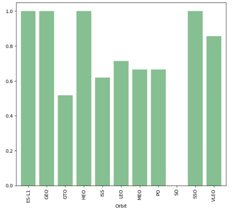 1.0
0.8
0.6
0.4
0.2
0.0
ES-L1
GEO
GTO
HEO
ISS
LEO
MEO
PO
SO
SSO
VLEO
Orbit